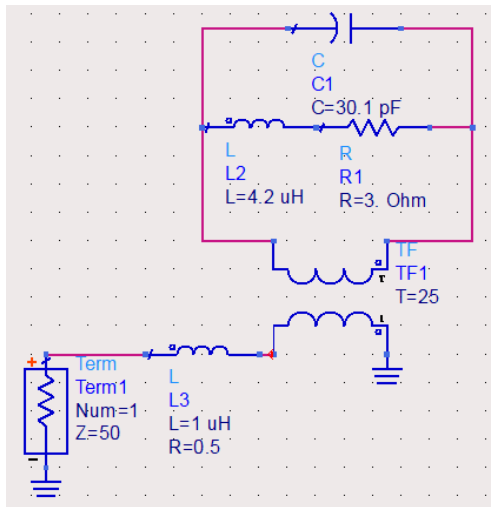 C
C1
C=30.1 pF
L
L2
L=4.2 uH
R
R1
R=3. Ohm
TF
TF1
T=25
T
1
+
Term
Term1
Num=1
Z=50
-
L
L3
L=1 uH
R=0.5